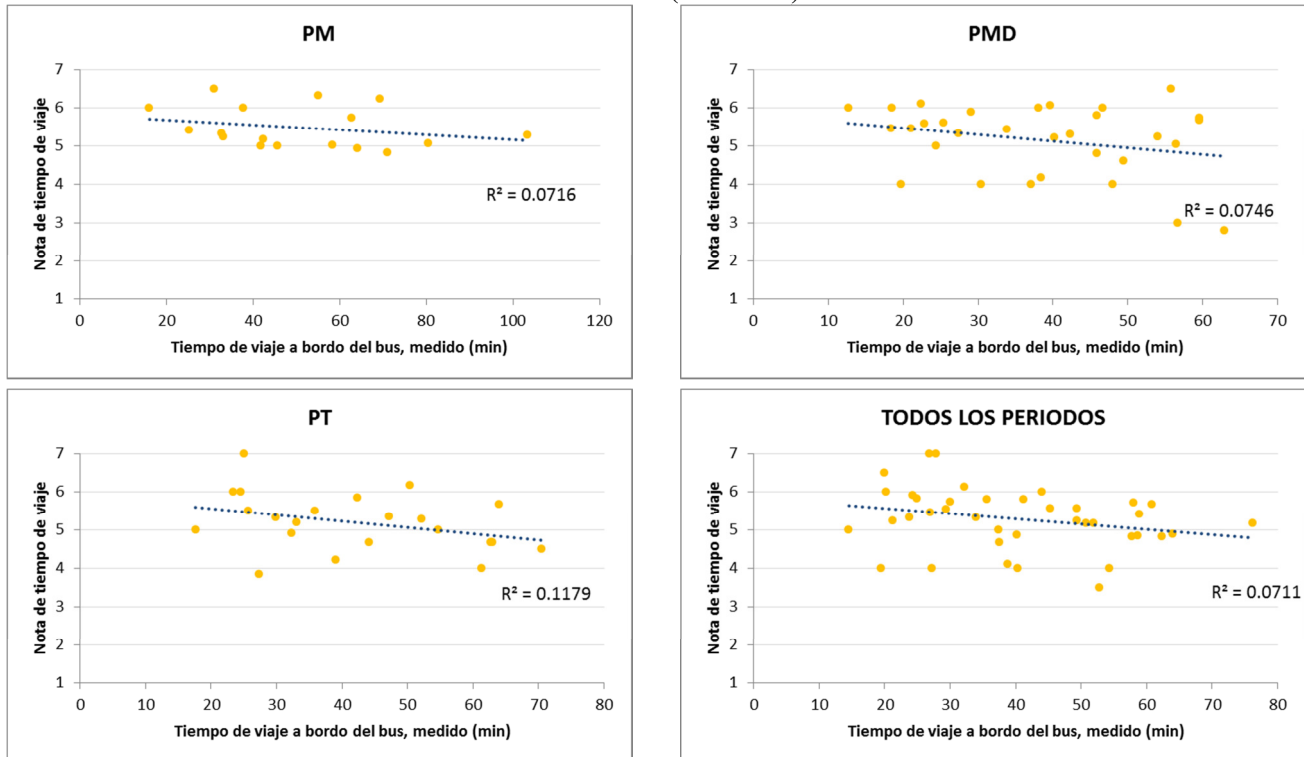 PM
7
6
5
4
3
2
1
Nota de tiempo de viaje
R² = 0.0716
0 20 40 60 80 100 120
Tiempo de viaje a bordo del bus, medido (min)
PMD
7
6
5
4
3
2
1
Nota de tiempo de viaje
R² = 0.0746
0 10 20 30 40 50 60 70
Tiempo de viaje a bordo del bus, medido (min)
PT
7
6
5
4
3
2
1
Nota de tiempo de viaje
R² = 0.1179
0 10 20 30 40 50 60 70 80
Tiempo de viaje a bordo del bus, medido (min)
TODOS LOS PERIODOS
7
6
5
4
3
2
1
Nota de tiempo de viaje
R² = 0.0711
0 10 20 30 40 50 60 70 80
Tiempo de viaje a bordo del bus, medido (min)